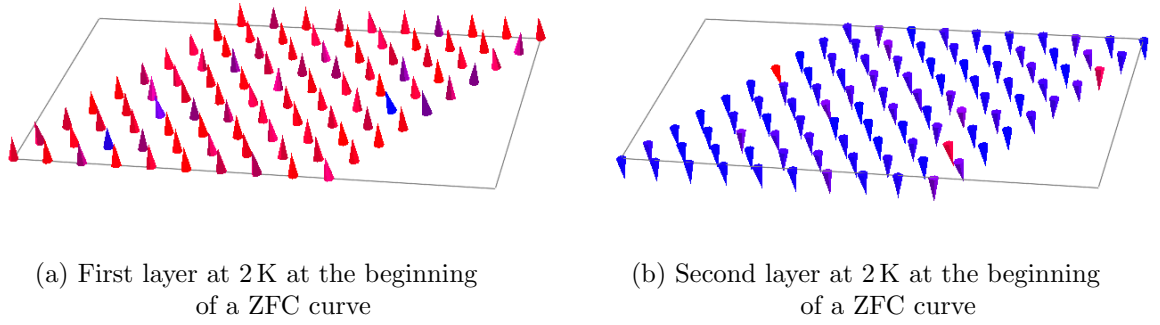 (a) First layer at 2 K at the beginning
of a ZFC curve
(b) Second layer at 2 K at the beginning
of a ZFC curve